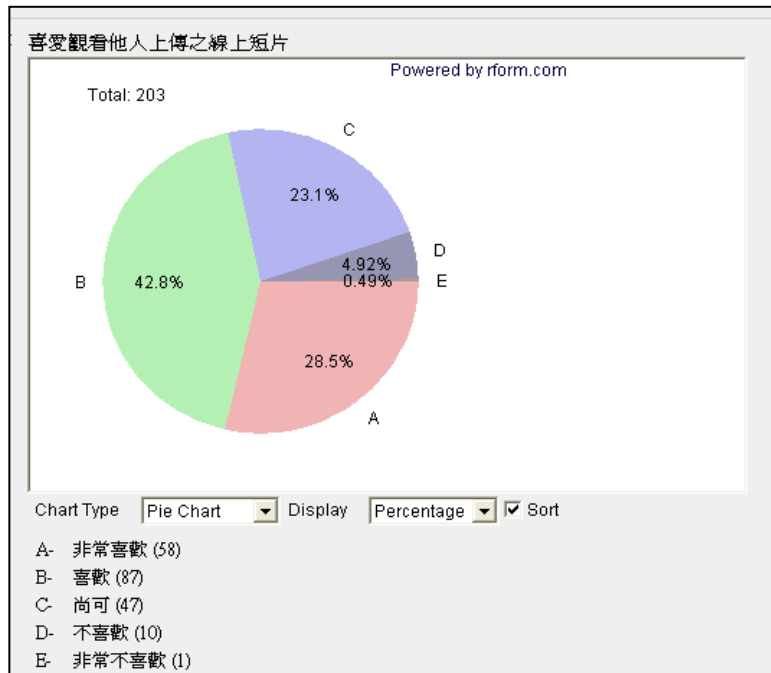 喜愛觀看他人上傳之線上短片
Powered by rform.com
Total: 203
C
23.1%
D
4.92%
B
42.8%
0.49%
E
28.5%
A
Chart Type Pie Chart Display Percentage Sort
A- 非常喜歡 (58)
B- 喜歡 (87)
C- 尚可 (47)
D- 不喜歡 (10)
E- 非常不喜歡 (1)